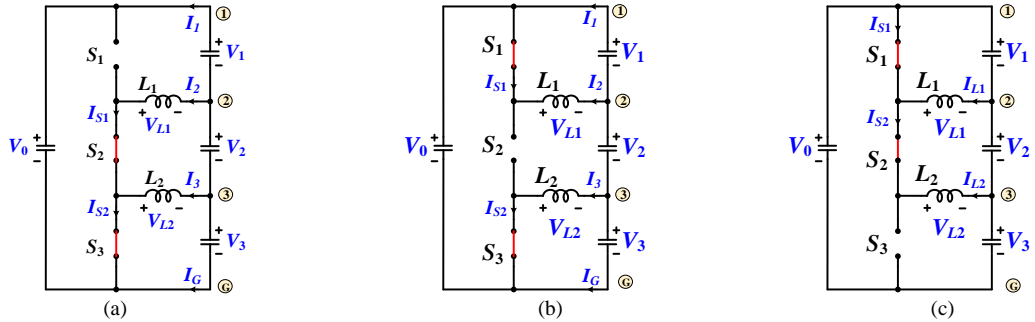 I1 1
+ V1 −
S1
L1 I2 2
IS1 + VL1 −
V0 + −
S2
+ V2 −
L2 I3 3
IS2 + VL2 −
S3
+ V3 −
IG G
(a)
I1 1
S1
+ V1 −
IS1 L1 I2 2
+ VL1 −
V0 + −
S2
+ V2 −
L2 I3 3
IS2 + VL2 −
S3
+ V3 −
IG G
(b)
IS1 1
S1
+ V1 −
L1 IL1 2
IS2 + VL1 −
V0 + −
S2
+ V2 −
L2 IL2 3
+ VL2 −
S3
+ V3 −
G
(c)